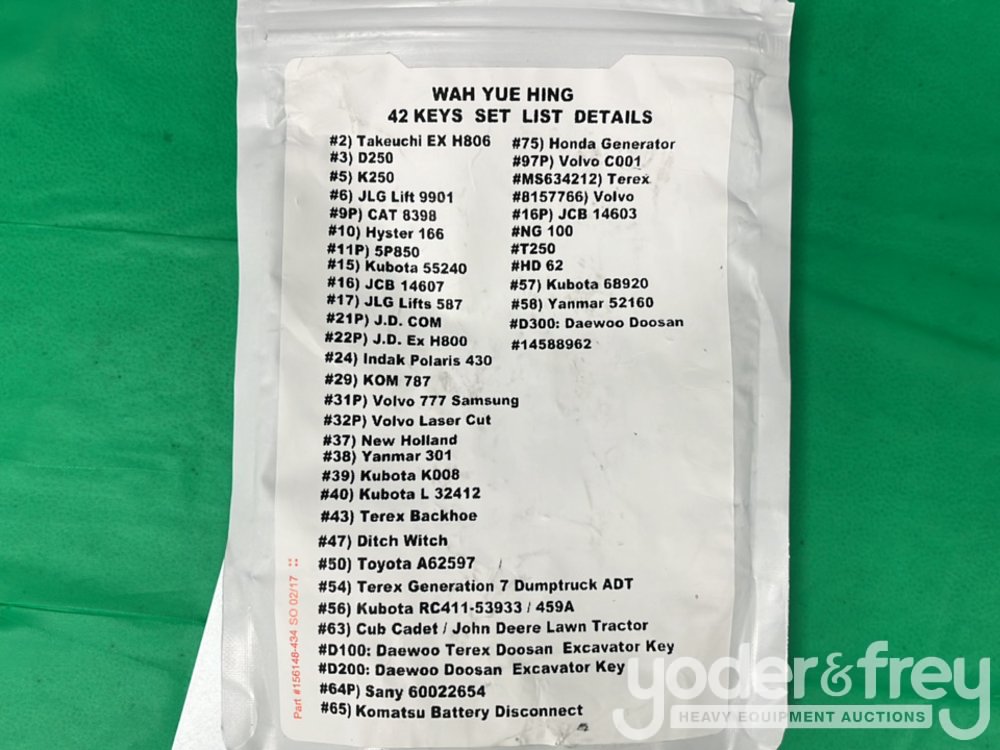 WAH YUE HING
42 KEYS SET LIST DETAILS
#2) Takeuchi EX H806
#3) D250
#5) K250
#6) JLG Lift 9901
#9P) CAT 8398
#10) Hyster 166
#11P) 5P850
#15) Kubota 55240
#16) JCB 14607
#17) JLG Lifts 587
#21P) J.D. COM
#22P) J.D. Ex H800
#24) Indak Polaris 430
#29) KOM 787
#31P) Volvo 777 Samsung
#32P) Volvo Laser Cut
#37) New Holland
#38) Yanmar 301
#39) Kubota K008
#40) Kubota L 32412
#43) Terex Backhoe
#47) Ditch Witch
#50) Toyota A62597
#54) Terex Generation 7 Dumptruck ADT
#56) Kubota RC411-53933 / 459A
#63) Cub Cadet / John Deere Lawn Tractor
#D100: Daewoo Terex Doosan Excavator Key
#D200: Daewoo Doosan Excavator Key
#64P) Sany 60022654
#65) Komatsu Battery Disconnect
#75) Honda Generator
#97P) Volvo C001
#MS634212) Terex
#8157766) Volvo
#16P) JCB 14603
#NG 100
#T250
#HD 62
#57) Kubota 68920
#58) Yanmar 52160
#D300: Daewoo Doosan
#14588962
Part #156148-434 SO 02/17 ::
yoder&frey
HEAVY EQUIPMENT AUCTIONS